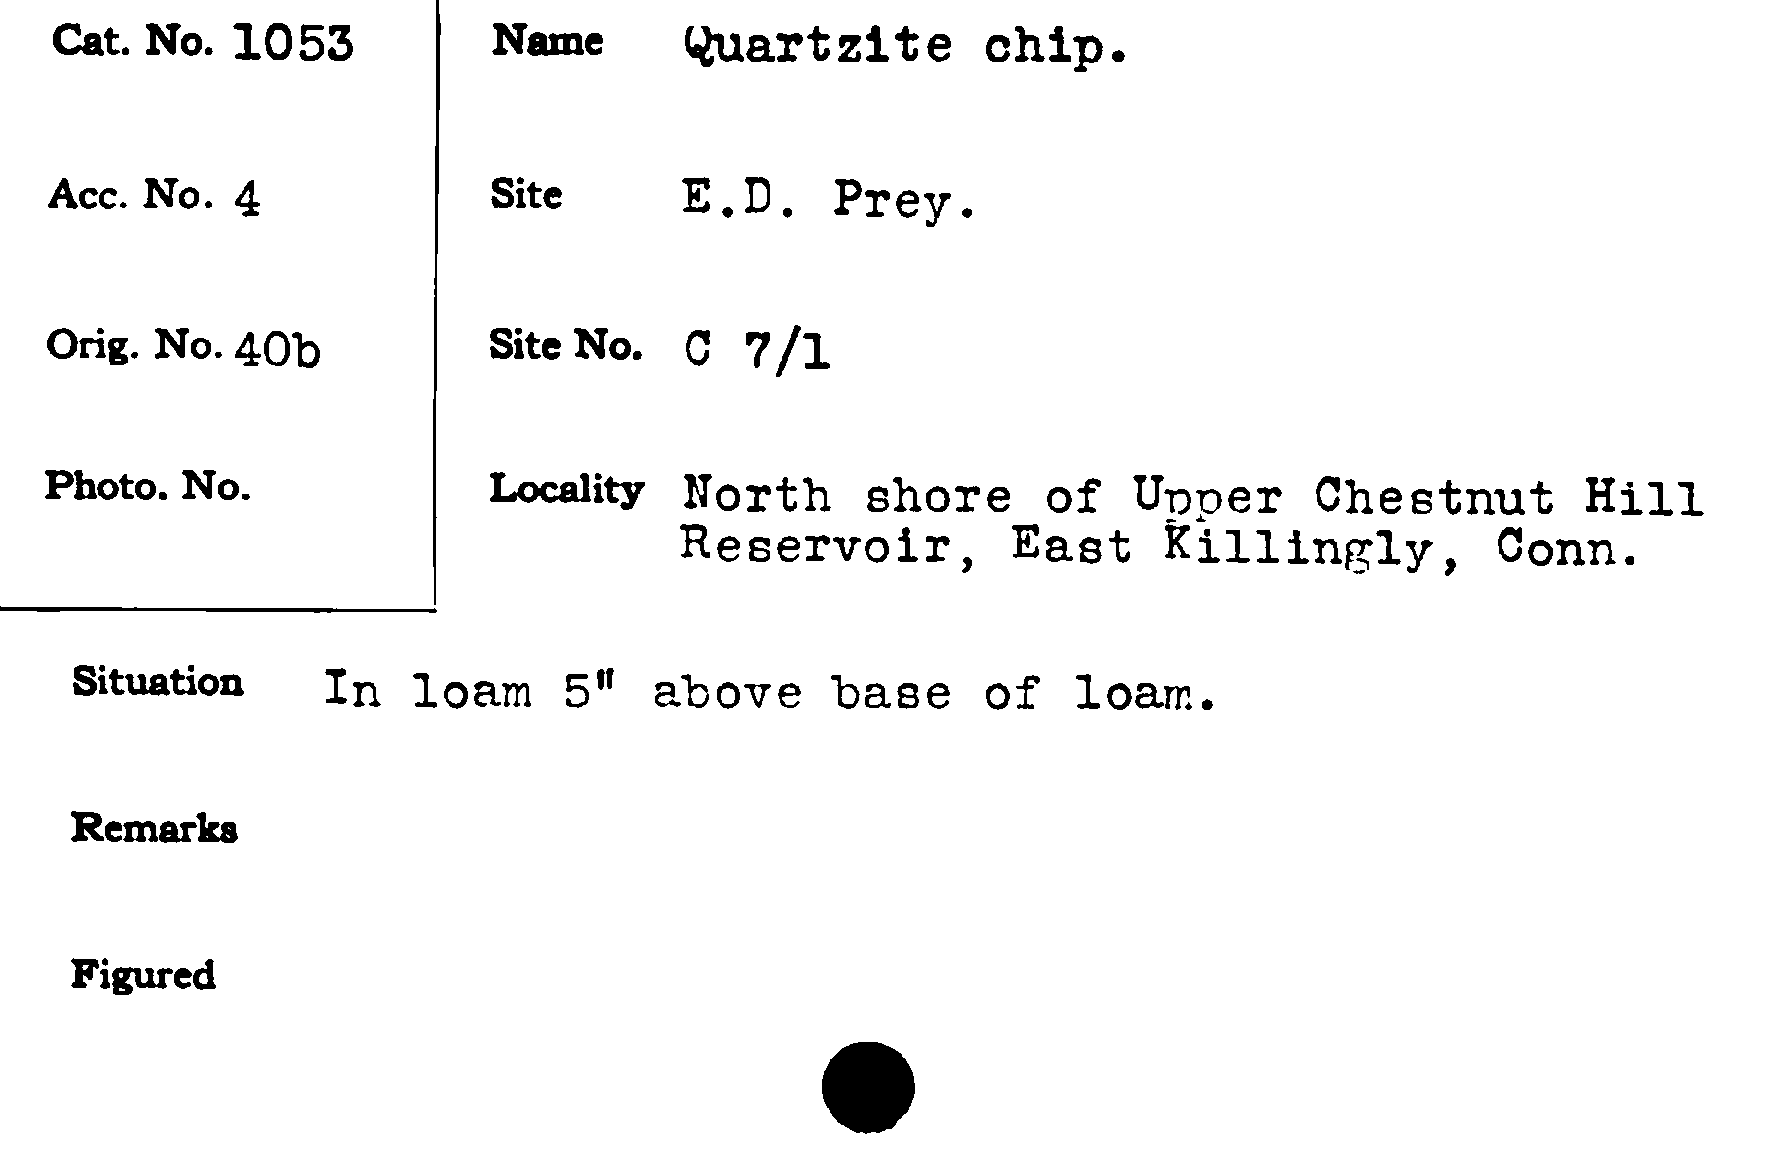 Cat. No. 1053
Name Quartzite chip.
Acc. No. 4
Site E.D. Prey.
Orig. No. 40b
Site No. C 7/1
Photo. No.
Locality North shore of Upper Chestnut Hill
Reservoir, East Killingly, Conn.
Situation In loam 5" above base of loam.
Remarks
Figured